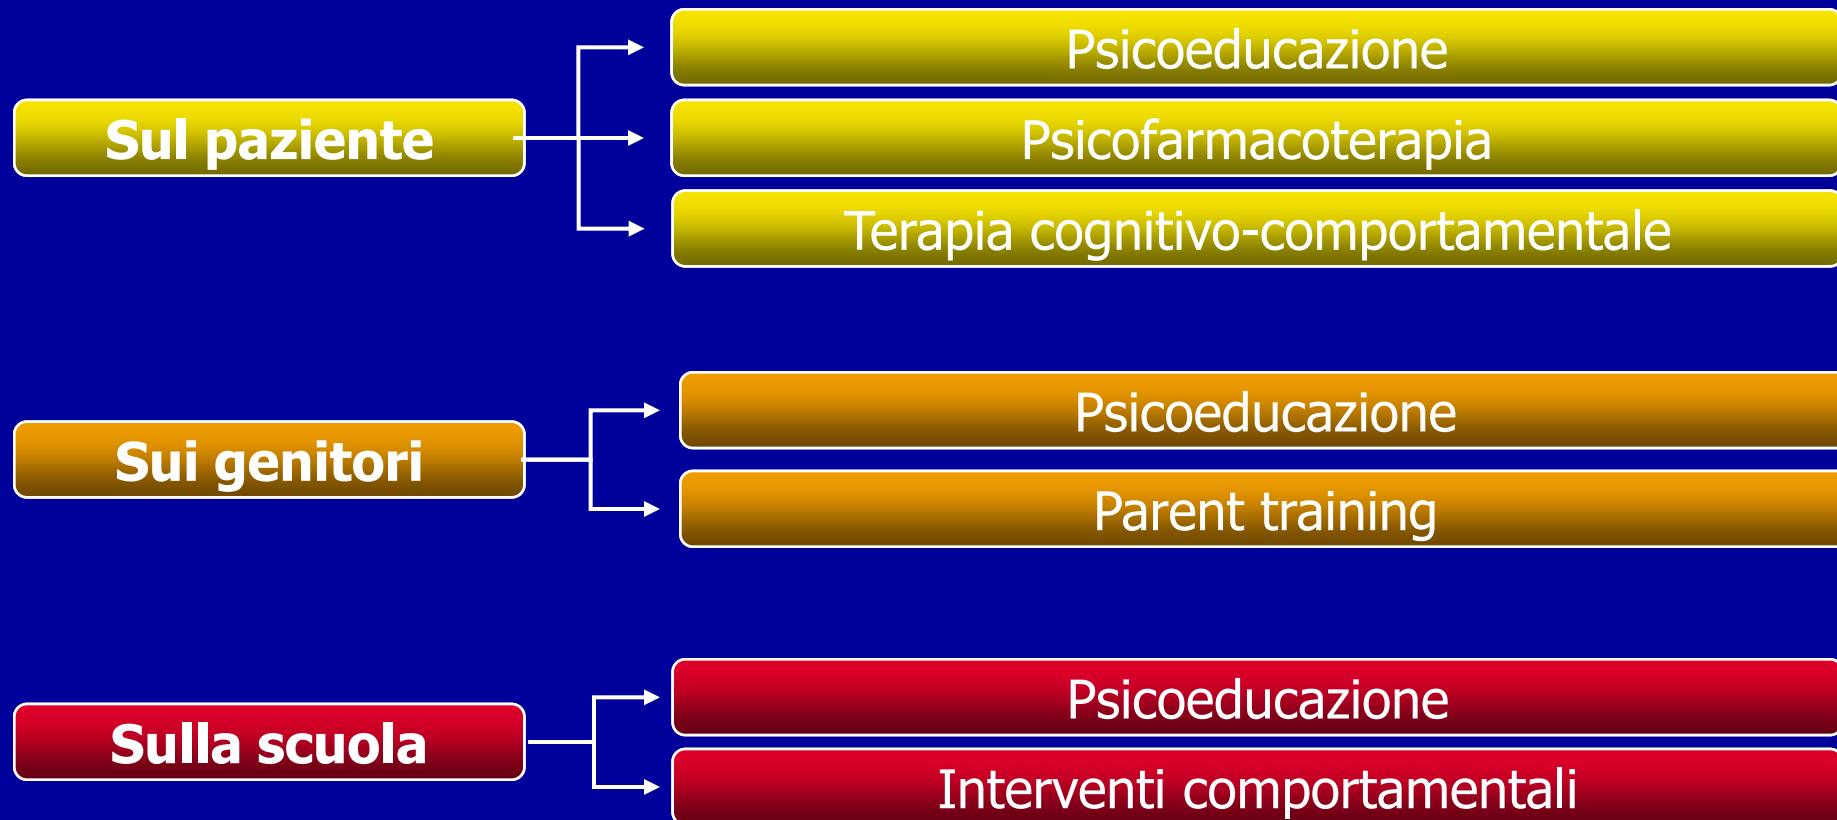 Sul paziente
Psicoeducazione
Psicofarmacoterapia
Terapia cognitivo-comportamentale
Sui genitori
Psicoeducazione
Parent training
Sulla scuola
Psicoeducazione
Interventi comportamentali